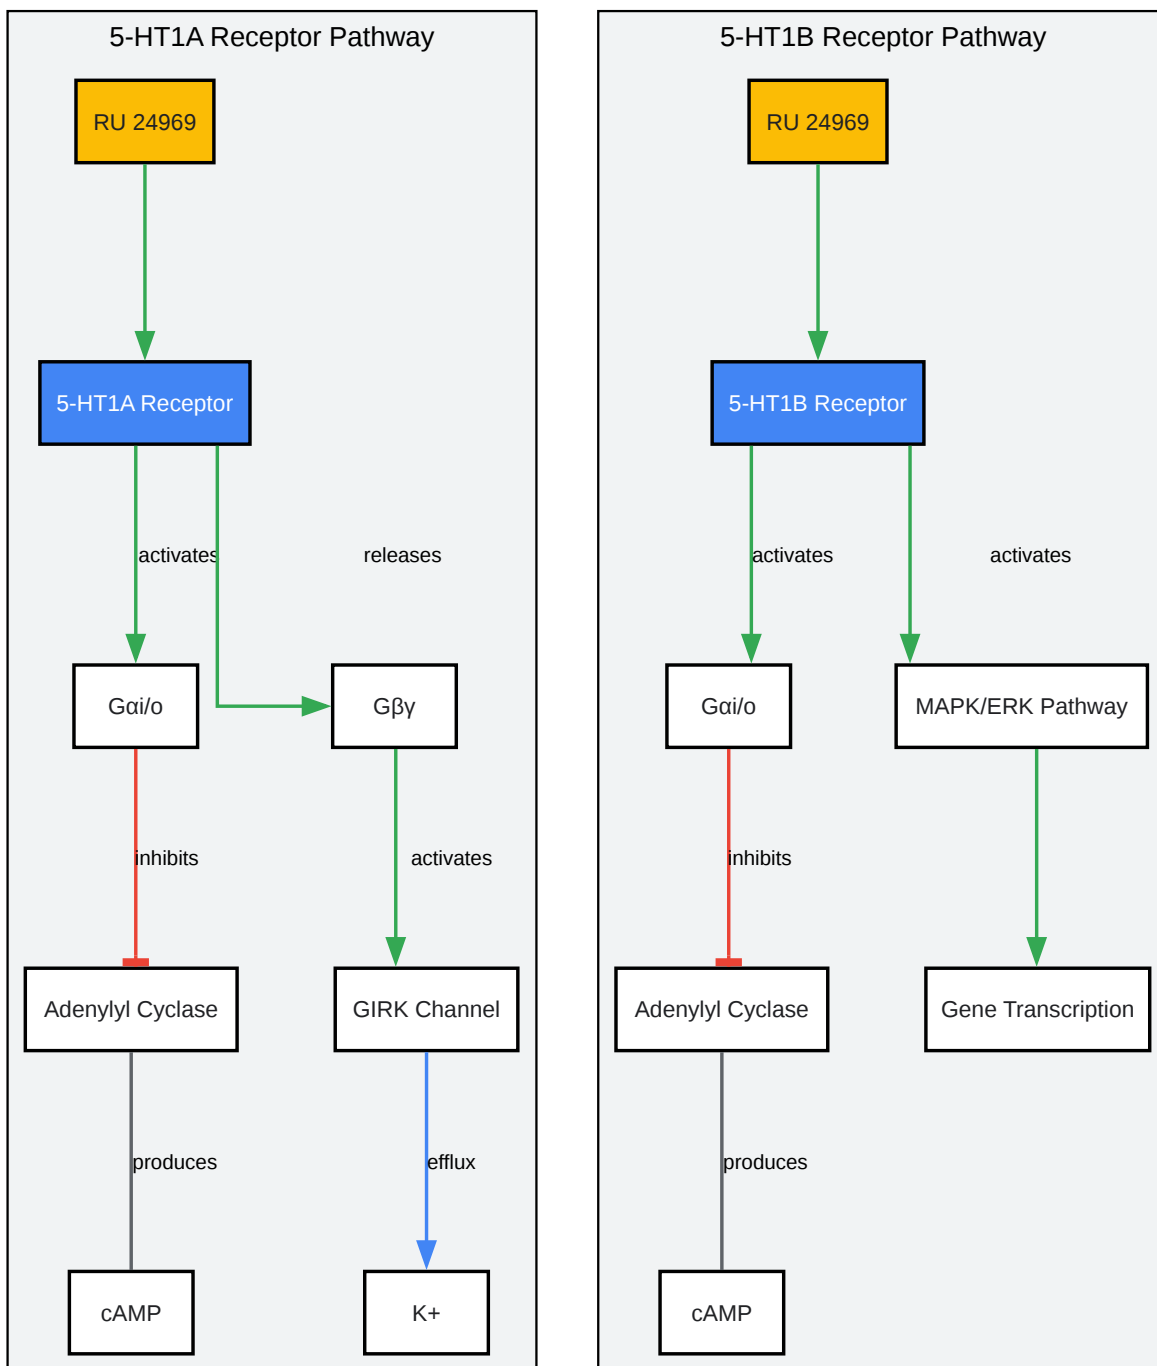 5-HT1A Receptor Pathway
RU 24969
5-HT1A Receptor
activates
releases
Gαi/o
Gβγ
inhibits
activates
Adenylyl Cyclase
GIRK Channel
produces
efflux
cAMP
K+
5-HT1B Receptor Pathway
RU 24969
5-HT1B Receptor
activates
activates
Gαi/o
MAPK/ERK Pathway
inhibits
Adenylyl Cyclase
Gene Transcription
produces
cAMP